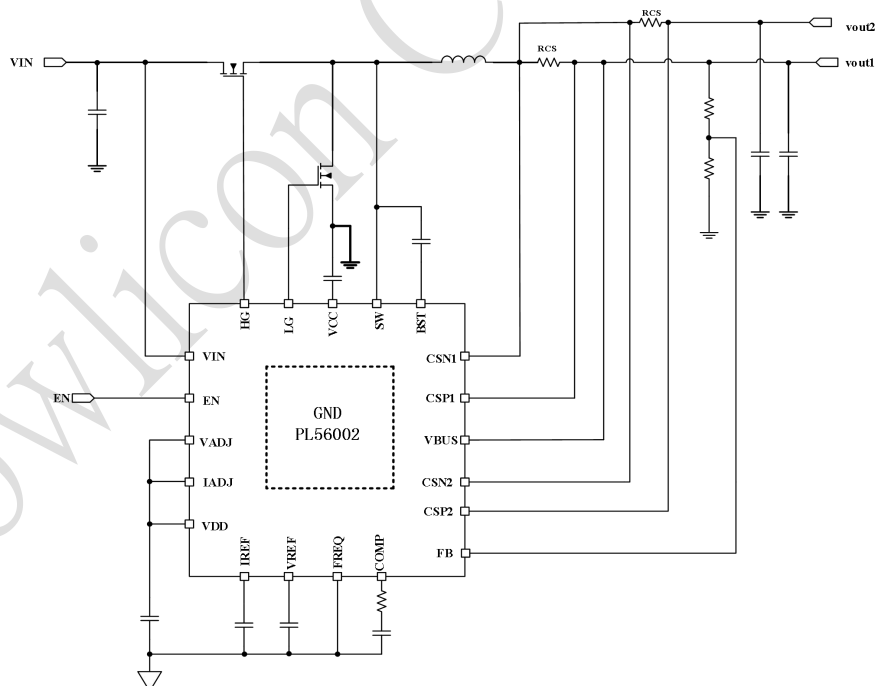 RCS
vout2
RCS
VIN
vout1
HG
LG
VCC
SW
BST
VIN
CSN1
EN
EN
CSP1
GND
PL56002
VADJ
VBUS
IADJ
CSN2
CSP2
VDD
FB
IREF
VREF
FREQ
COMP
owlicon C